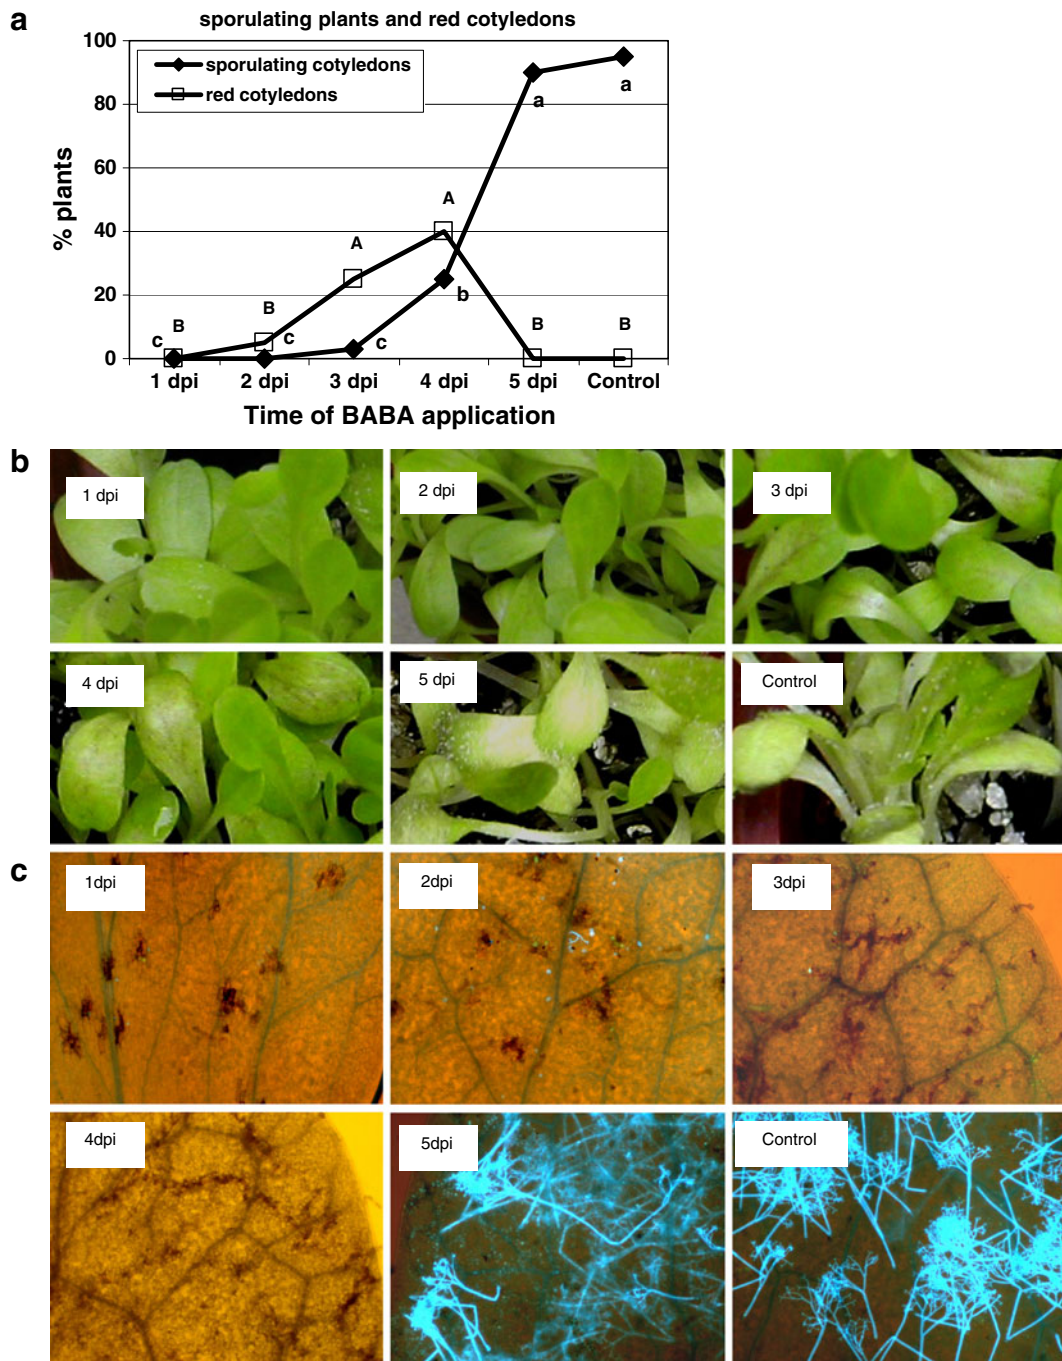 a
sporulating plants and red cotyledons
100
80
60
40
20
0
% plants
sporulating cotyledons
red cotyledons
a
a
A
A
b
B
B
B
B
c
c
c
1 dpi 2 dpi 3 dpi 4 dpi 5 dpi Control
Time of BABA application
b
1 dpi
2 dpi
3 dpi
4 dpi
5 dpi
Control
c
1dpi
2dpi
3dpi
4dpi
5dpi
Control